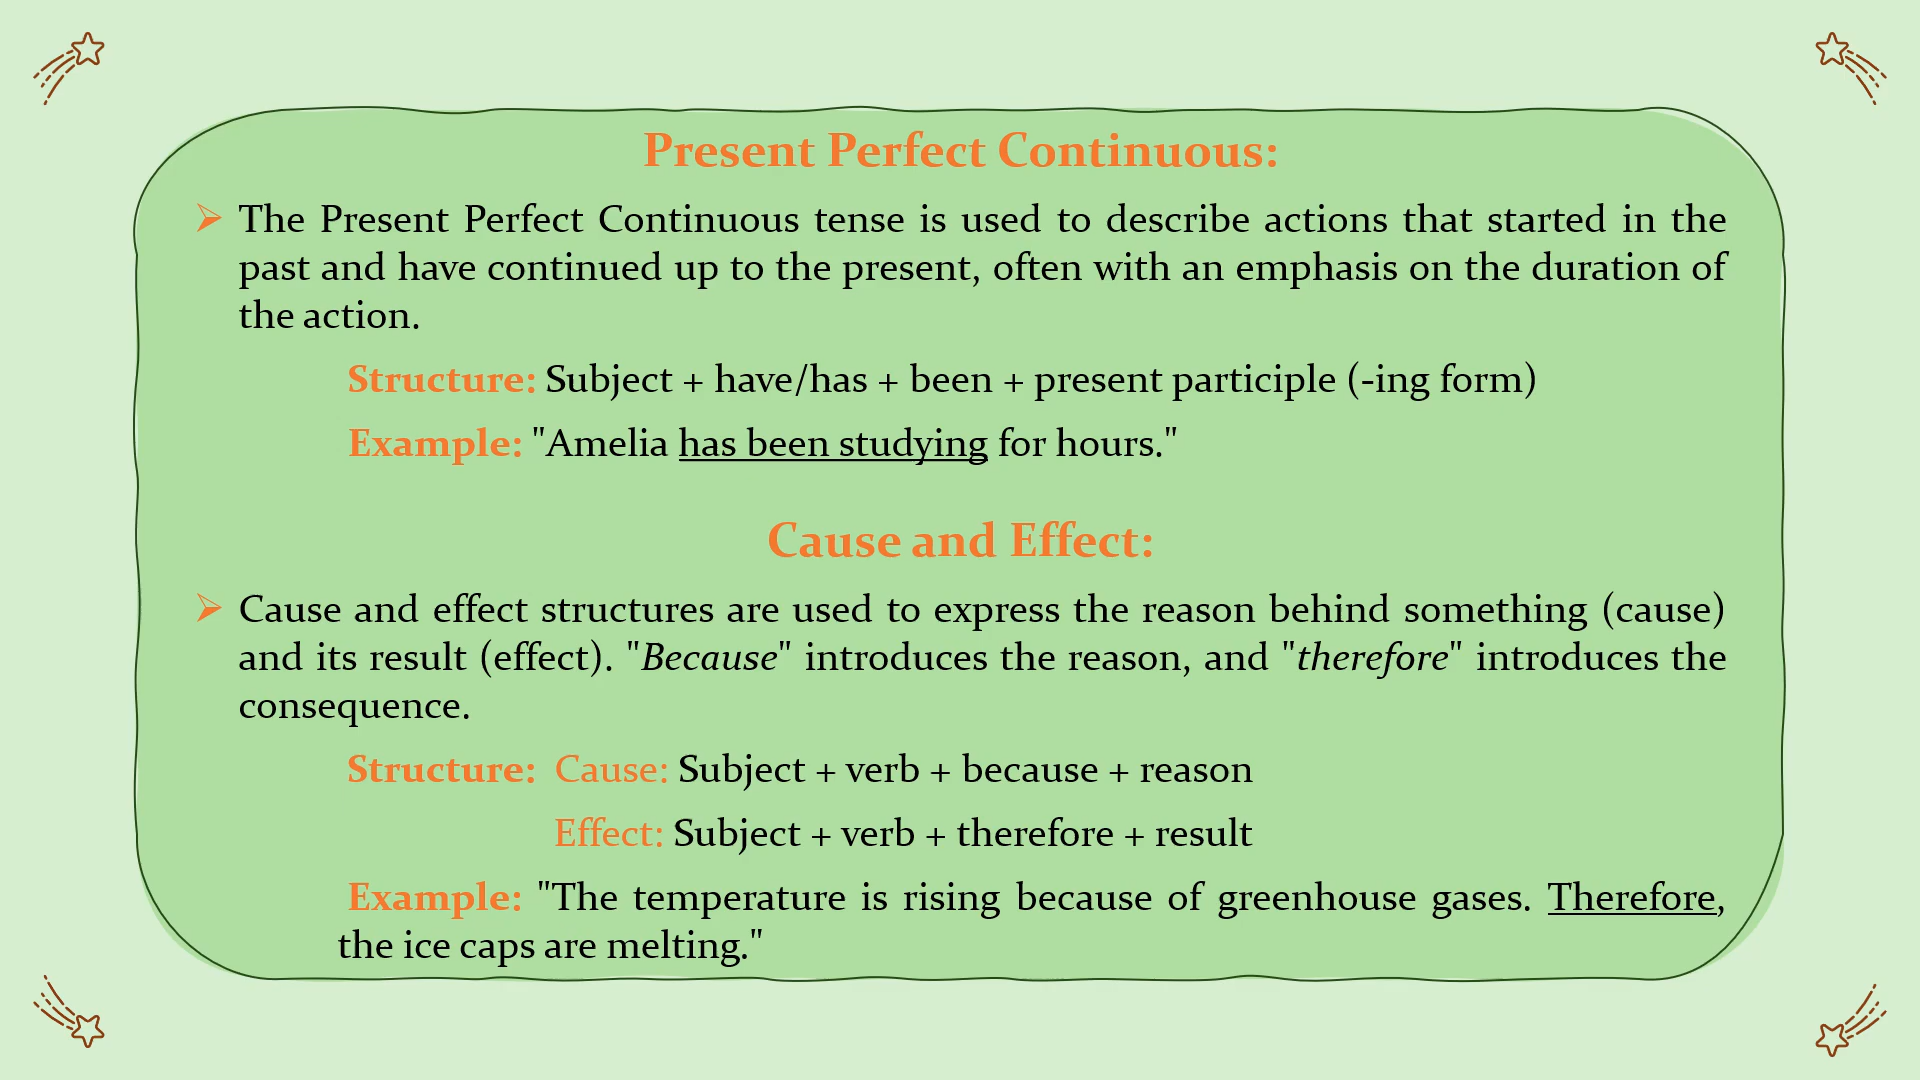 Present Perfect Continuous:
The Present Perfect Continuous tense is used to describe actions that started in the
past and have continued up to the present, often with an emphasis on the duration of
the action.
Structure: Subject + have/has + been + present participle (-ing form)
Example: "Amelia has been studying for hours."
Cause and Effect:
Cause and effect structures are used to express the reason behind something (cause)
and its result (effect). "Because" introduces the reason, and "therefore" introduces the
consequence.
Structure: Cause: Subject + verb + because + reason
Effect: Subject + verb + therefore + result
Example: "The temperature is rising because of greenhouse gases. Therefore,
the ice caps are melting."